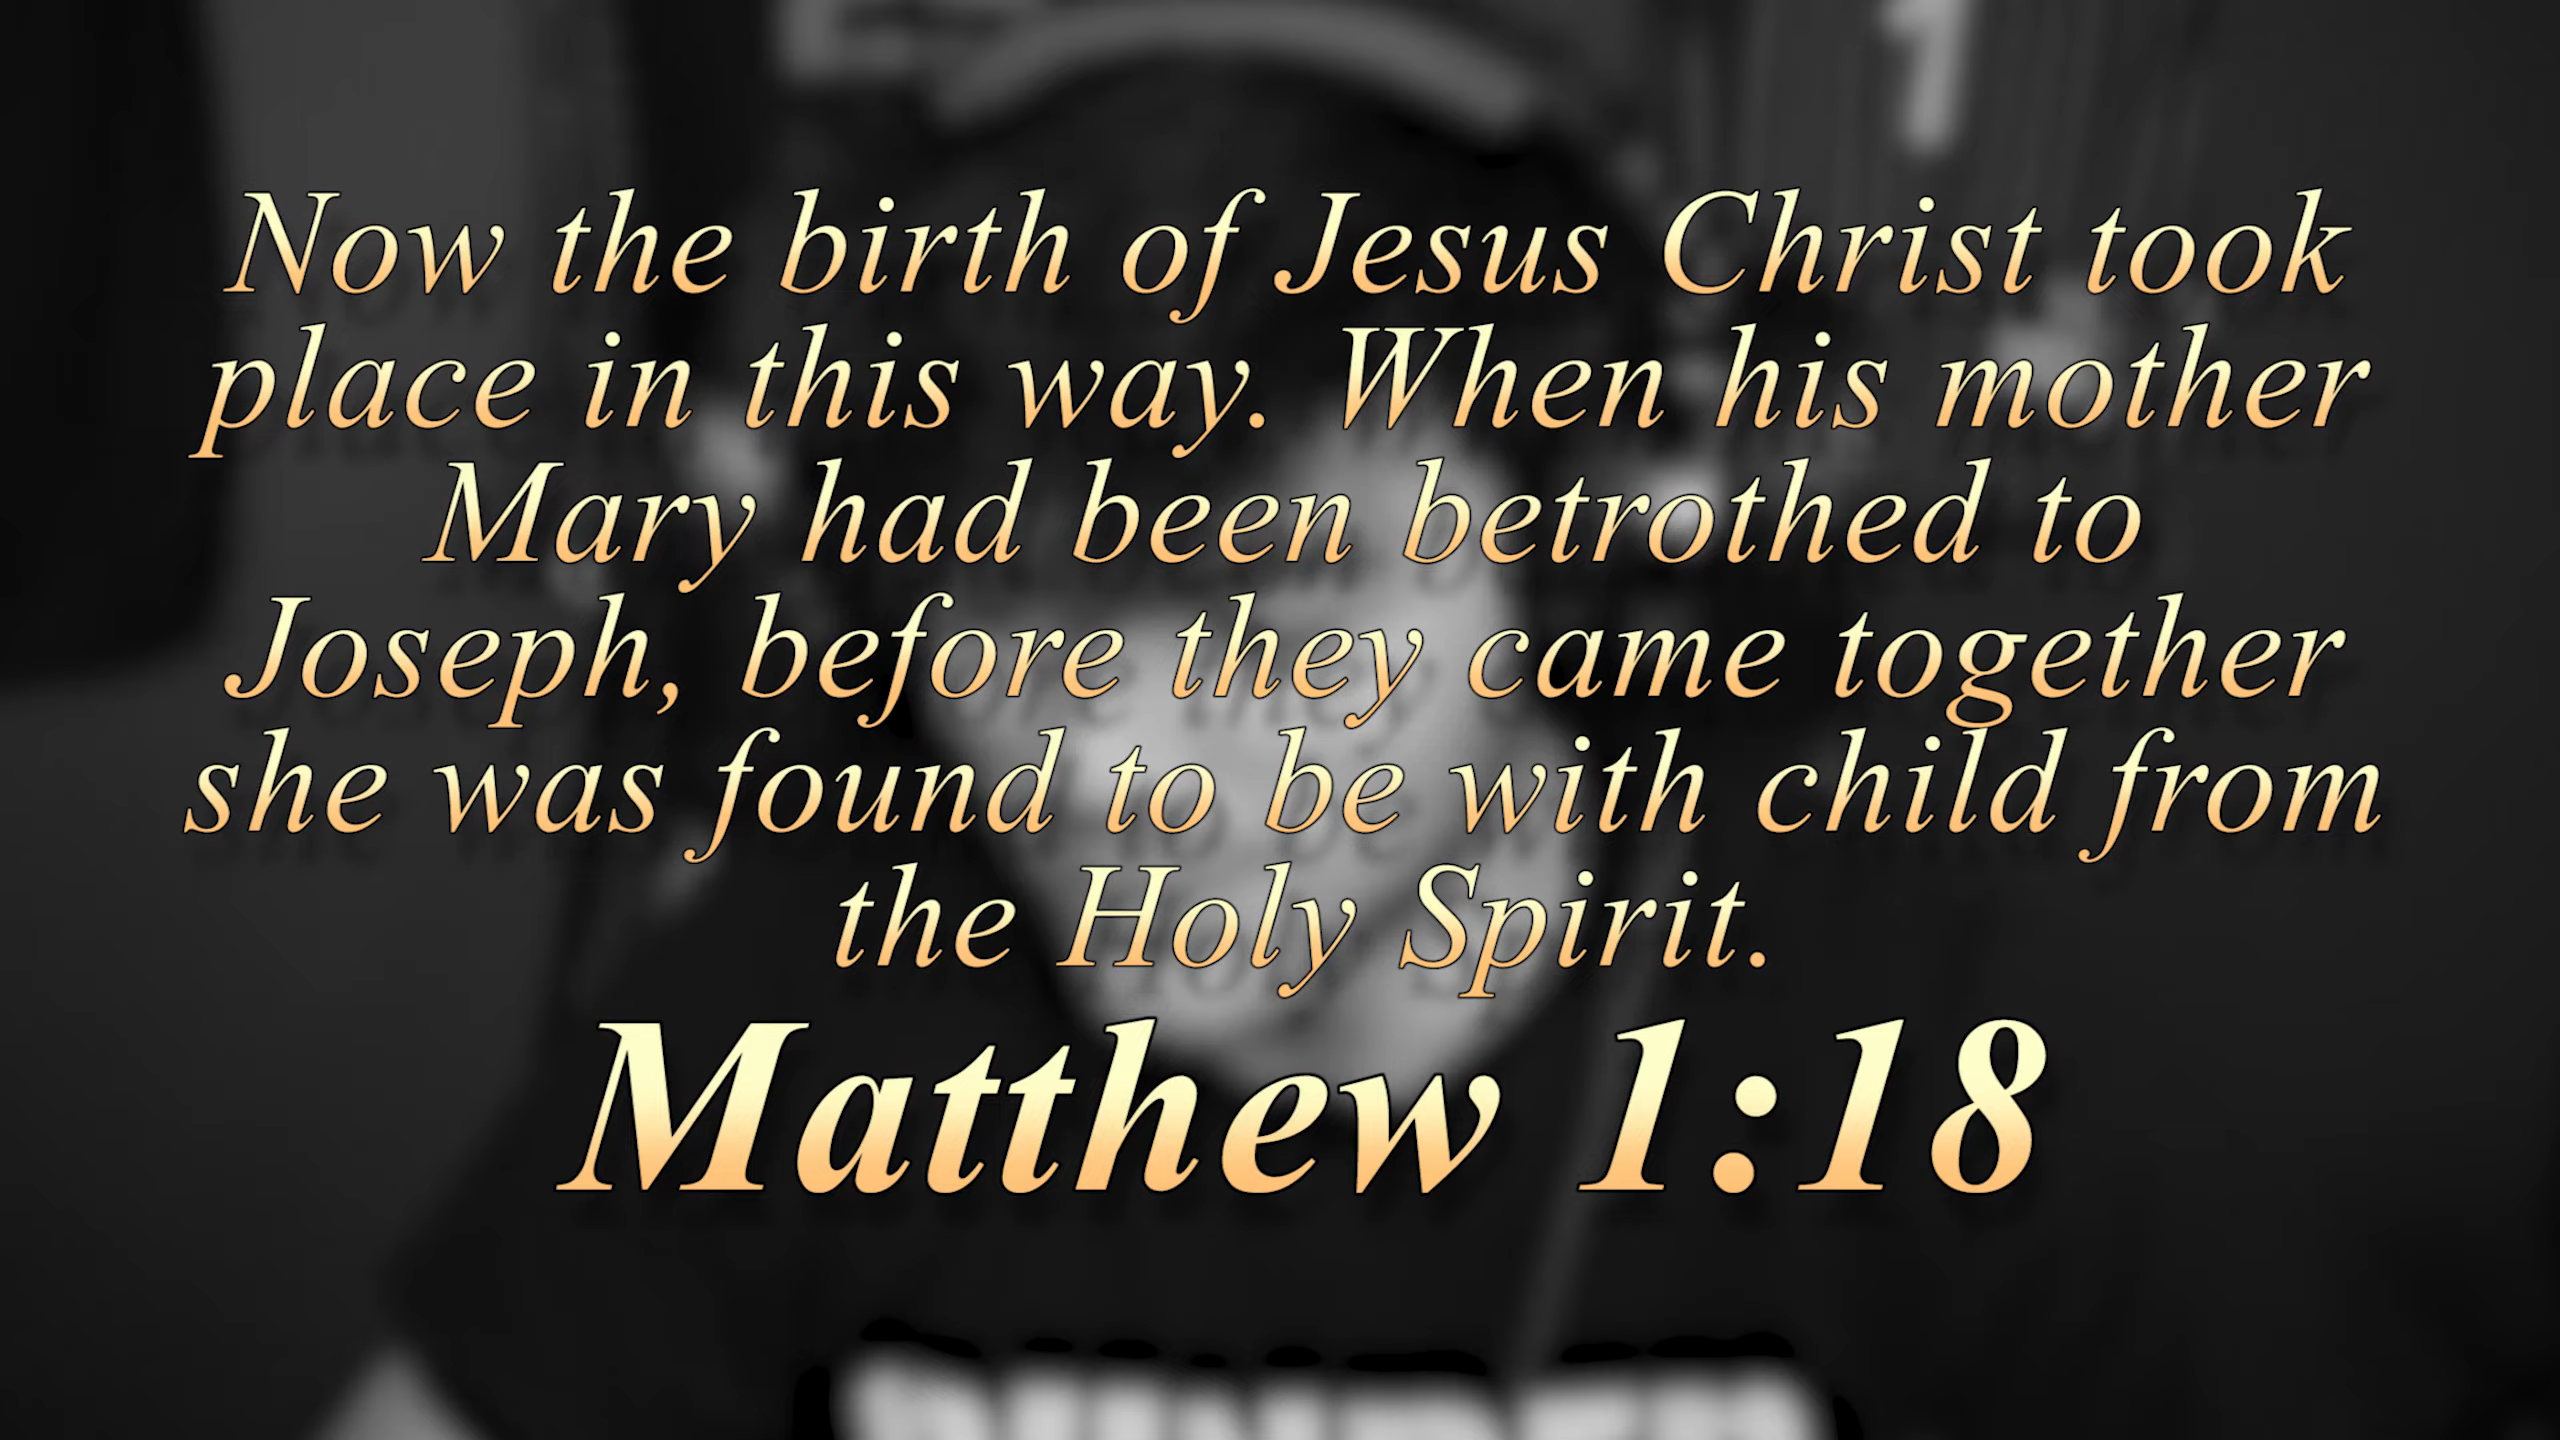 Now the birth of Jesus Christ took
place in this way. When his mother
Mary had been betrothed to
Joseph, before they came together
she was found to be with child from
the Holy Spirit.
Matthew 1:18